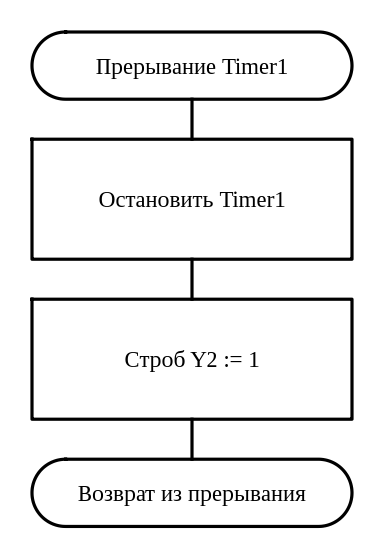 Прерывание Timer1
Остановить Timer1
Строб Y2 := 1
Возврат из прерывания